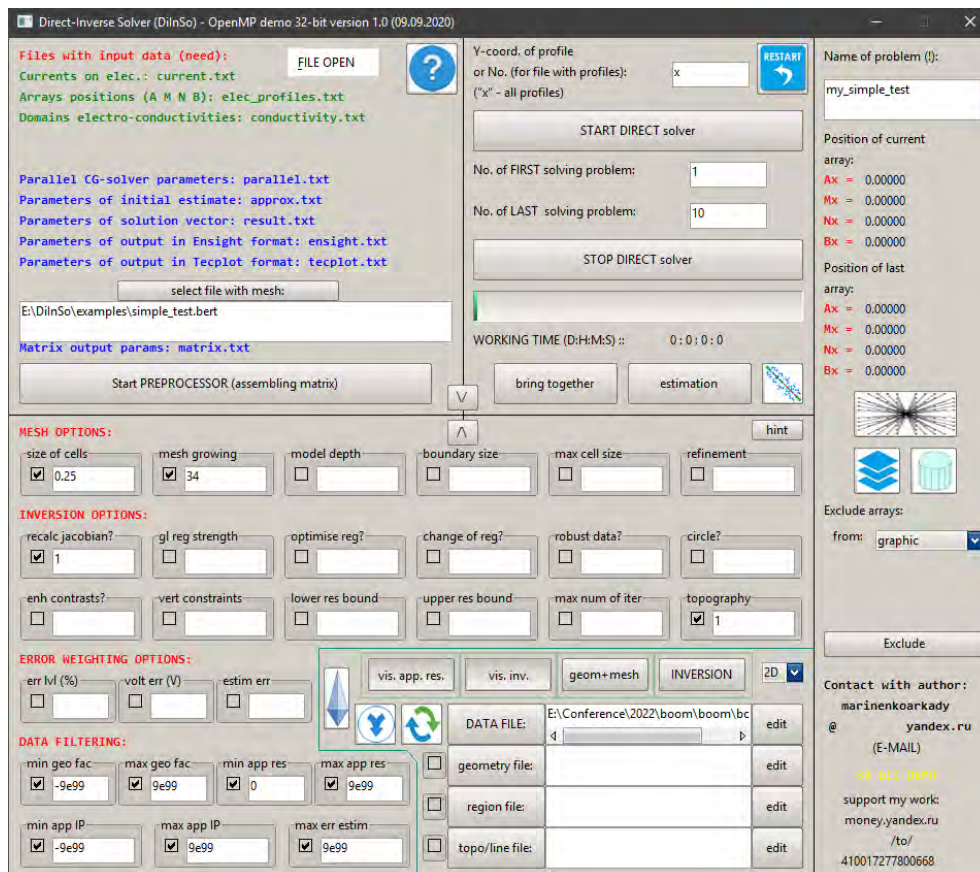 Direct-Inverse Solver (DiInSo) - OpenMP demo 32-bit version 1.0 (09.09.2020)
Files with input data (need):
FILE OPEN
?
Currents on elec.: current.txt
Arrays positions (A M N B): elec_profiles.txt
Domains electro-conductivities: conductivity.txt
Parallel CG-solver parameters: parallel.txt
Parameters of initial estimate: approx.txt
Parameters of solution vector: result.txt
Parameters of output in Ensight format: ensight.txt
Parameters of output in Tecplot format: tecplot.txt
select file with mesh:
E:\DiInSo\examples\simple_test.bert
Matrix output params: matrix.txt
Start PREPROCESSOR (assembling matrix)
Y-coord. of profile
or No. (for file with profiles):
x
("x" - all profiles)
RESTART
START DIRECT solver
No. of FIRST solving problem:
1
No. of LAST solving problem:
10
STOP DIRECT solver
WORKING TIME (D:H:M:S) ::
0 : 0 : 0 : 0
bring together
estimation
Name of problem (!):
my_simple_test
Position of current
array:
Ax = 0.00000
Mx = 0.00000
Nx = 0.00000
Bx = 0.00000
Position of last
array:
Ax = 0.00000
Mx = 0.00000
Nx = 0.00000
Bx = 0.00000
Exclude arrays:
from:
graphic
Exclude
Contact with author:
marinenkoarkady
@ yandex.ru
(E-MAIL)
support my work:
money.yandex.ru
/to/
410017277800668
MESH OPTIONS:
hint
size of cells
0.25
mesh growing
34
model depth
boundary size
max cell size
refinement
INVERSION OPTIONS:
recalc jacobian?
1
gl reg strength
optimise reg?
change of reg?
robust data?
circle?
enh contrasts?
vert constraints
lower res bound
upper res bound
max num of iter
topography
1
ERROR WEIGHTING OPTIONS:
err lvl (%)
volt err (V)
estim err
DATA FILTERING:
min geo fac
-9e99
max geo fac
9e99
min app res
0
max app res
9e99
min app IP
-9e99
max app IP
9e99
max err estim
9e99
vis. app. res.
vis. inv.
geom+mesh
INVERSION
2D
DATA FILE:
E:\Conference\2022\boom\boom\bc
edit
geometry file:
edit
region file:
edit
topo/line file:
edit